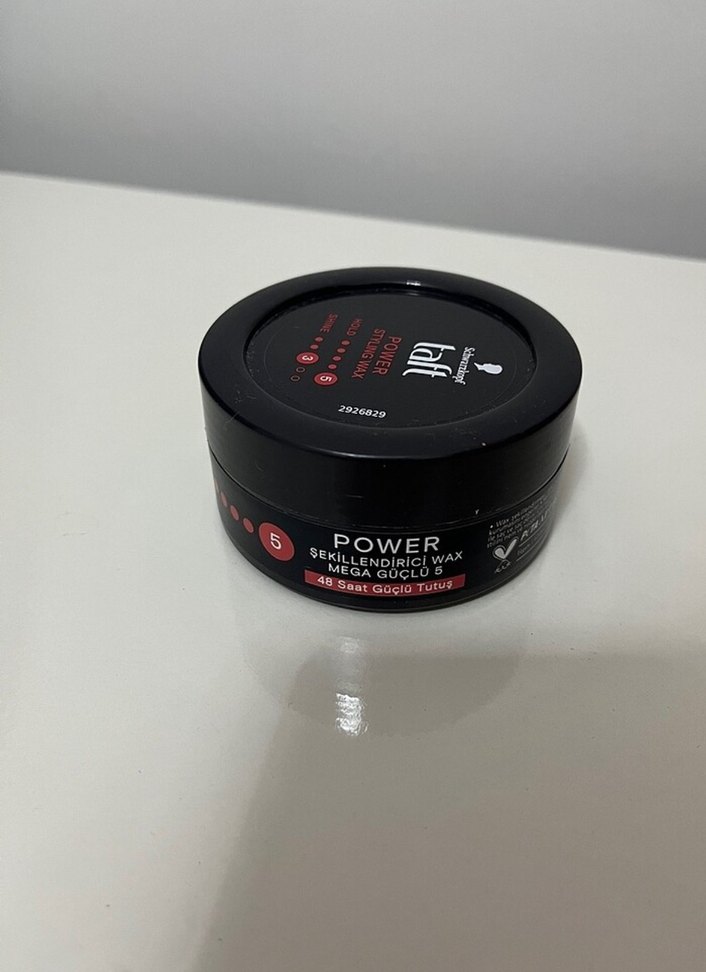 Schwarzkopf
taft
POWER
STYLING WAX
HOLD 5
SHINE 3
2926829
5
POWER
ŞEKİLLENDİRİCİ WAX
MEGA GÜÇLÜ 5
48 Saat Güçlü Tutuş